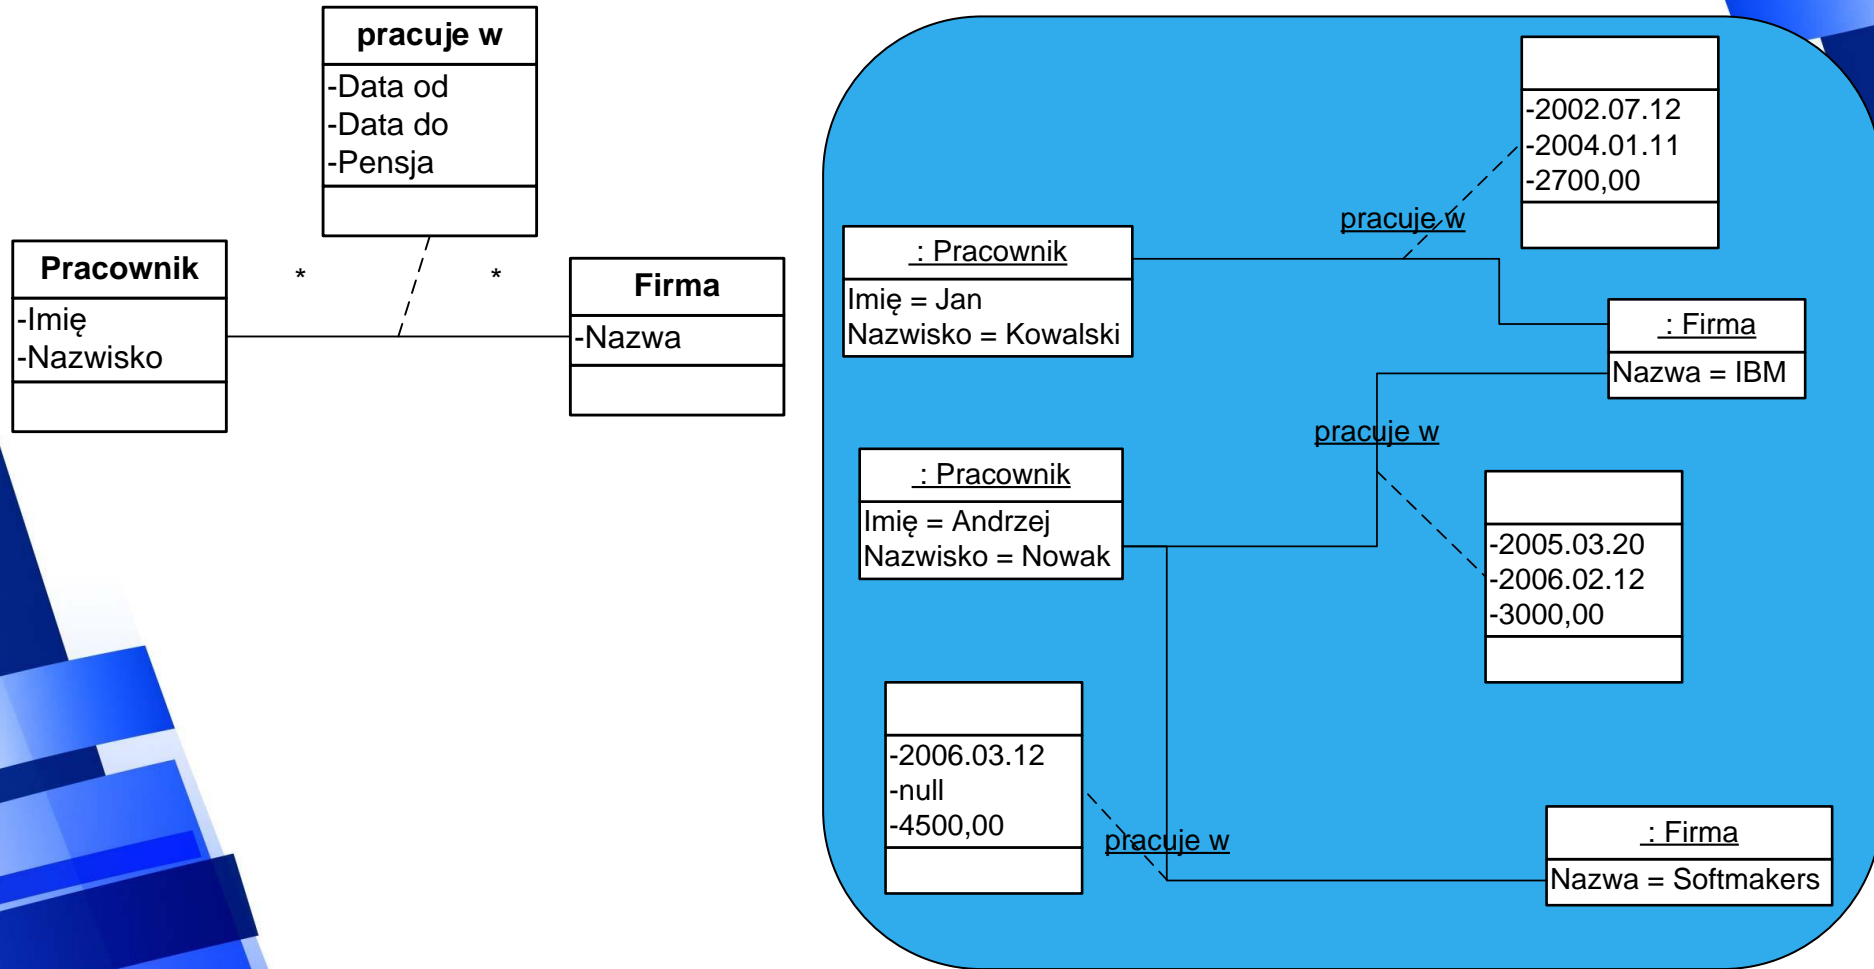 pracuje w
-Data od
-Data do
-Pensja
Pracownik
-Imię
-Nazwisko
*
*
Firma
-Nazwa
-2002.07.12
-2004.01.11
-2700,00
pracuje w
: Pracownik
Imię = Jan
Nazwisko = Kowalski
: Firma
Nazwa = IBM
pracuje w
: Pracownik
Imię = Andrzej
Nazwisko = Nowak
-2005.03.20
-2006.02.12
-3000,00
-2006.03.12
-null
-4500,00
pracuje w
: Firma
Nazwa = Softmakers